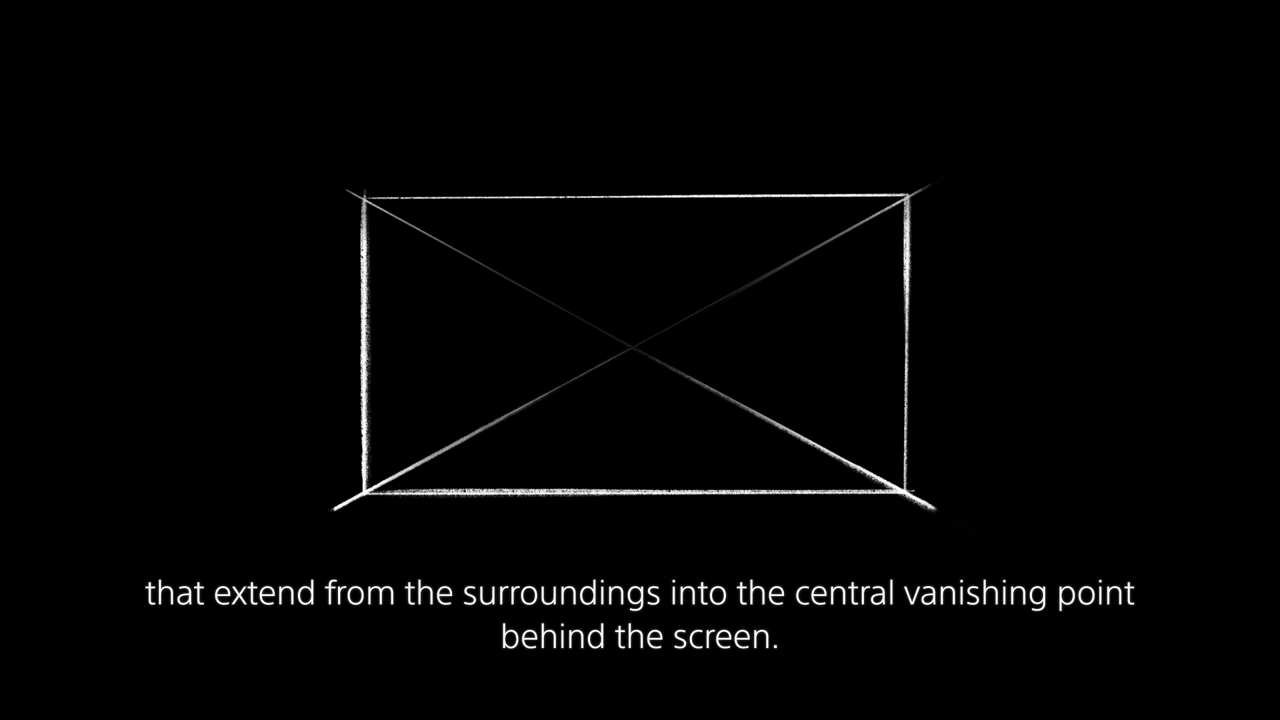 that extend from the surroundings into the central vanishing point
behind the screen.